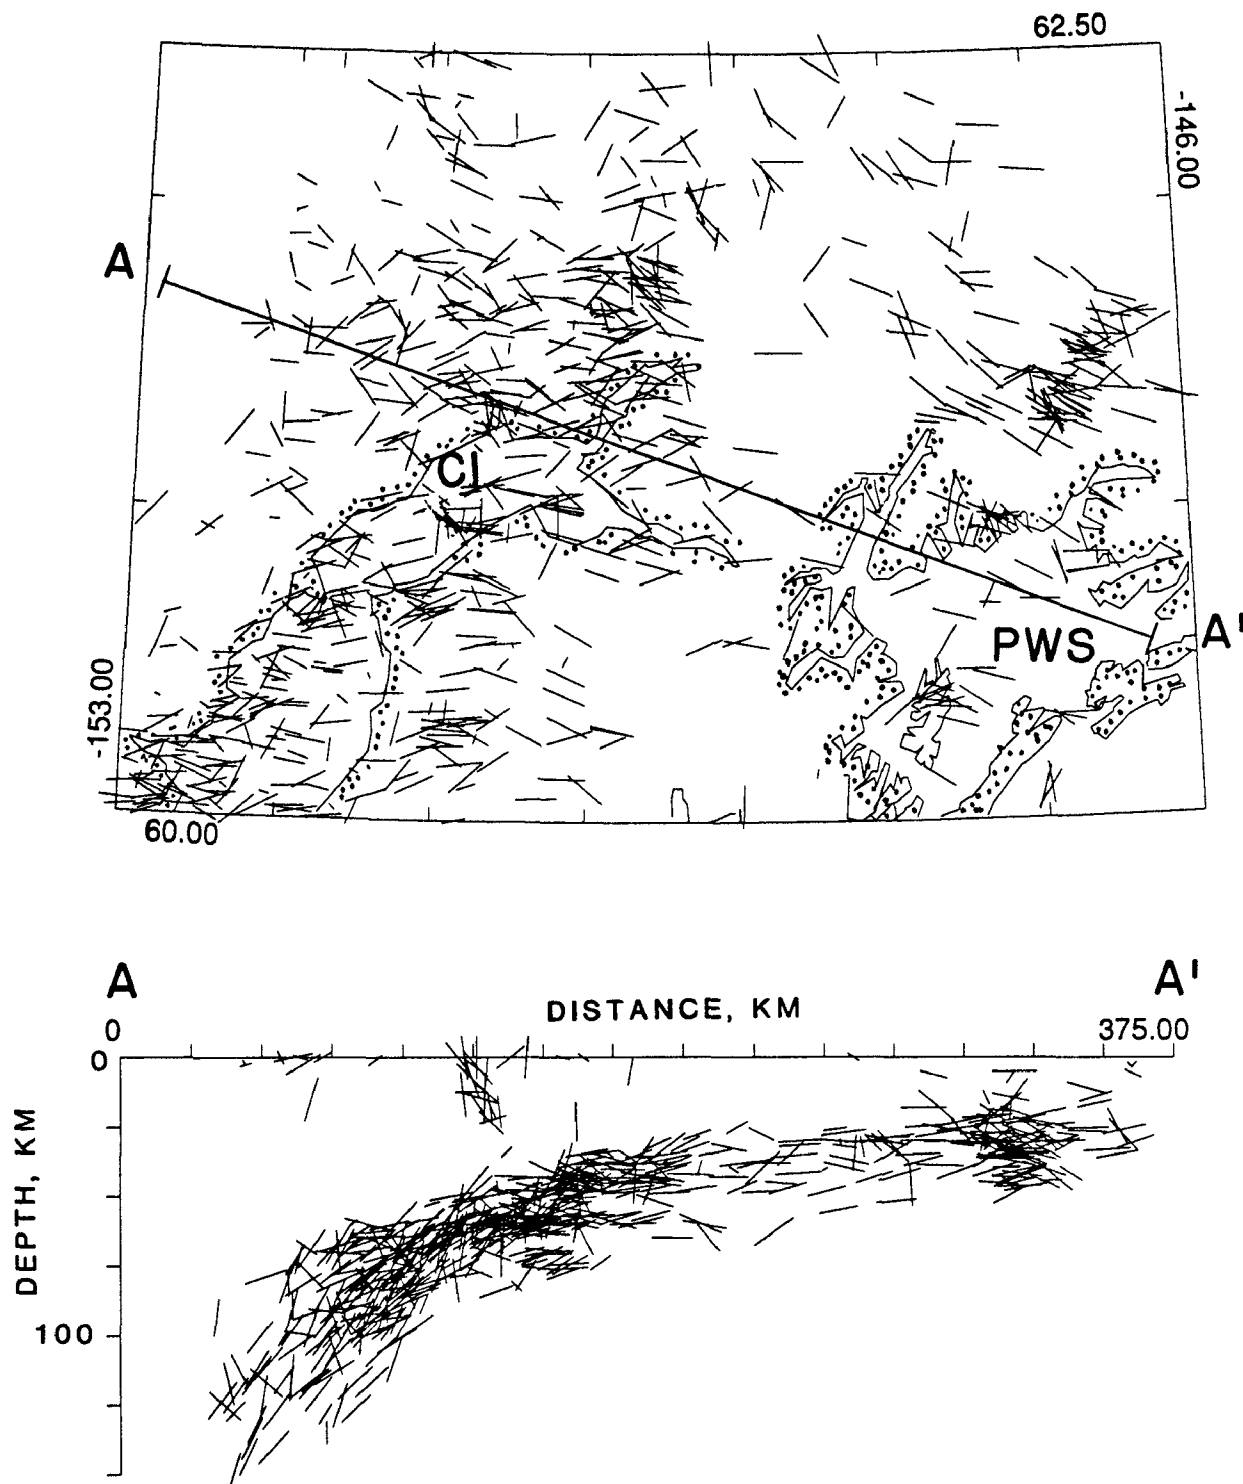 62.50
-146.00
A
CI
PWS
A'
-153.00
60.00
A
A'
DISTANCE, KM
0
375.00
0
DEPTH, KM
100